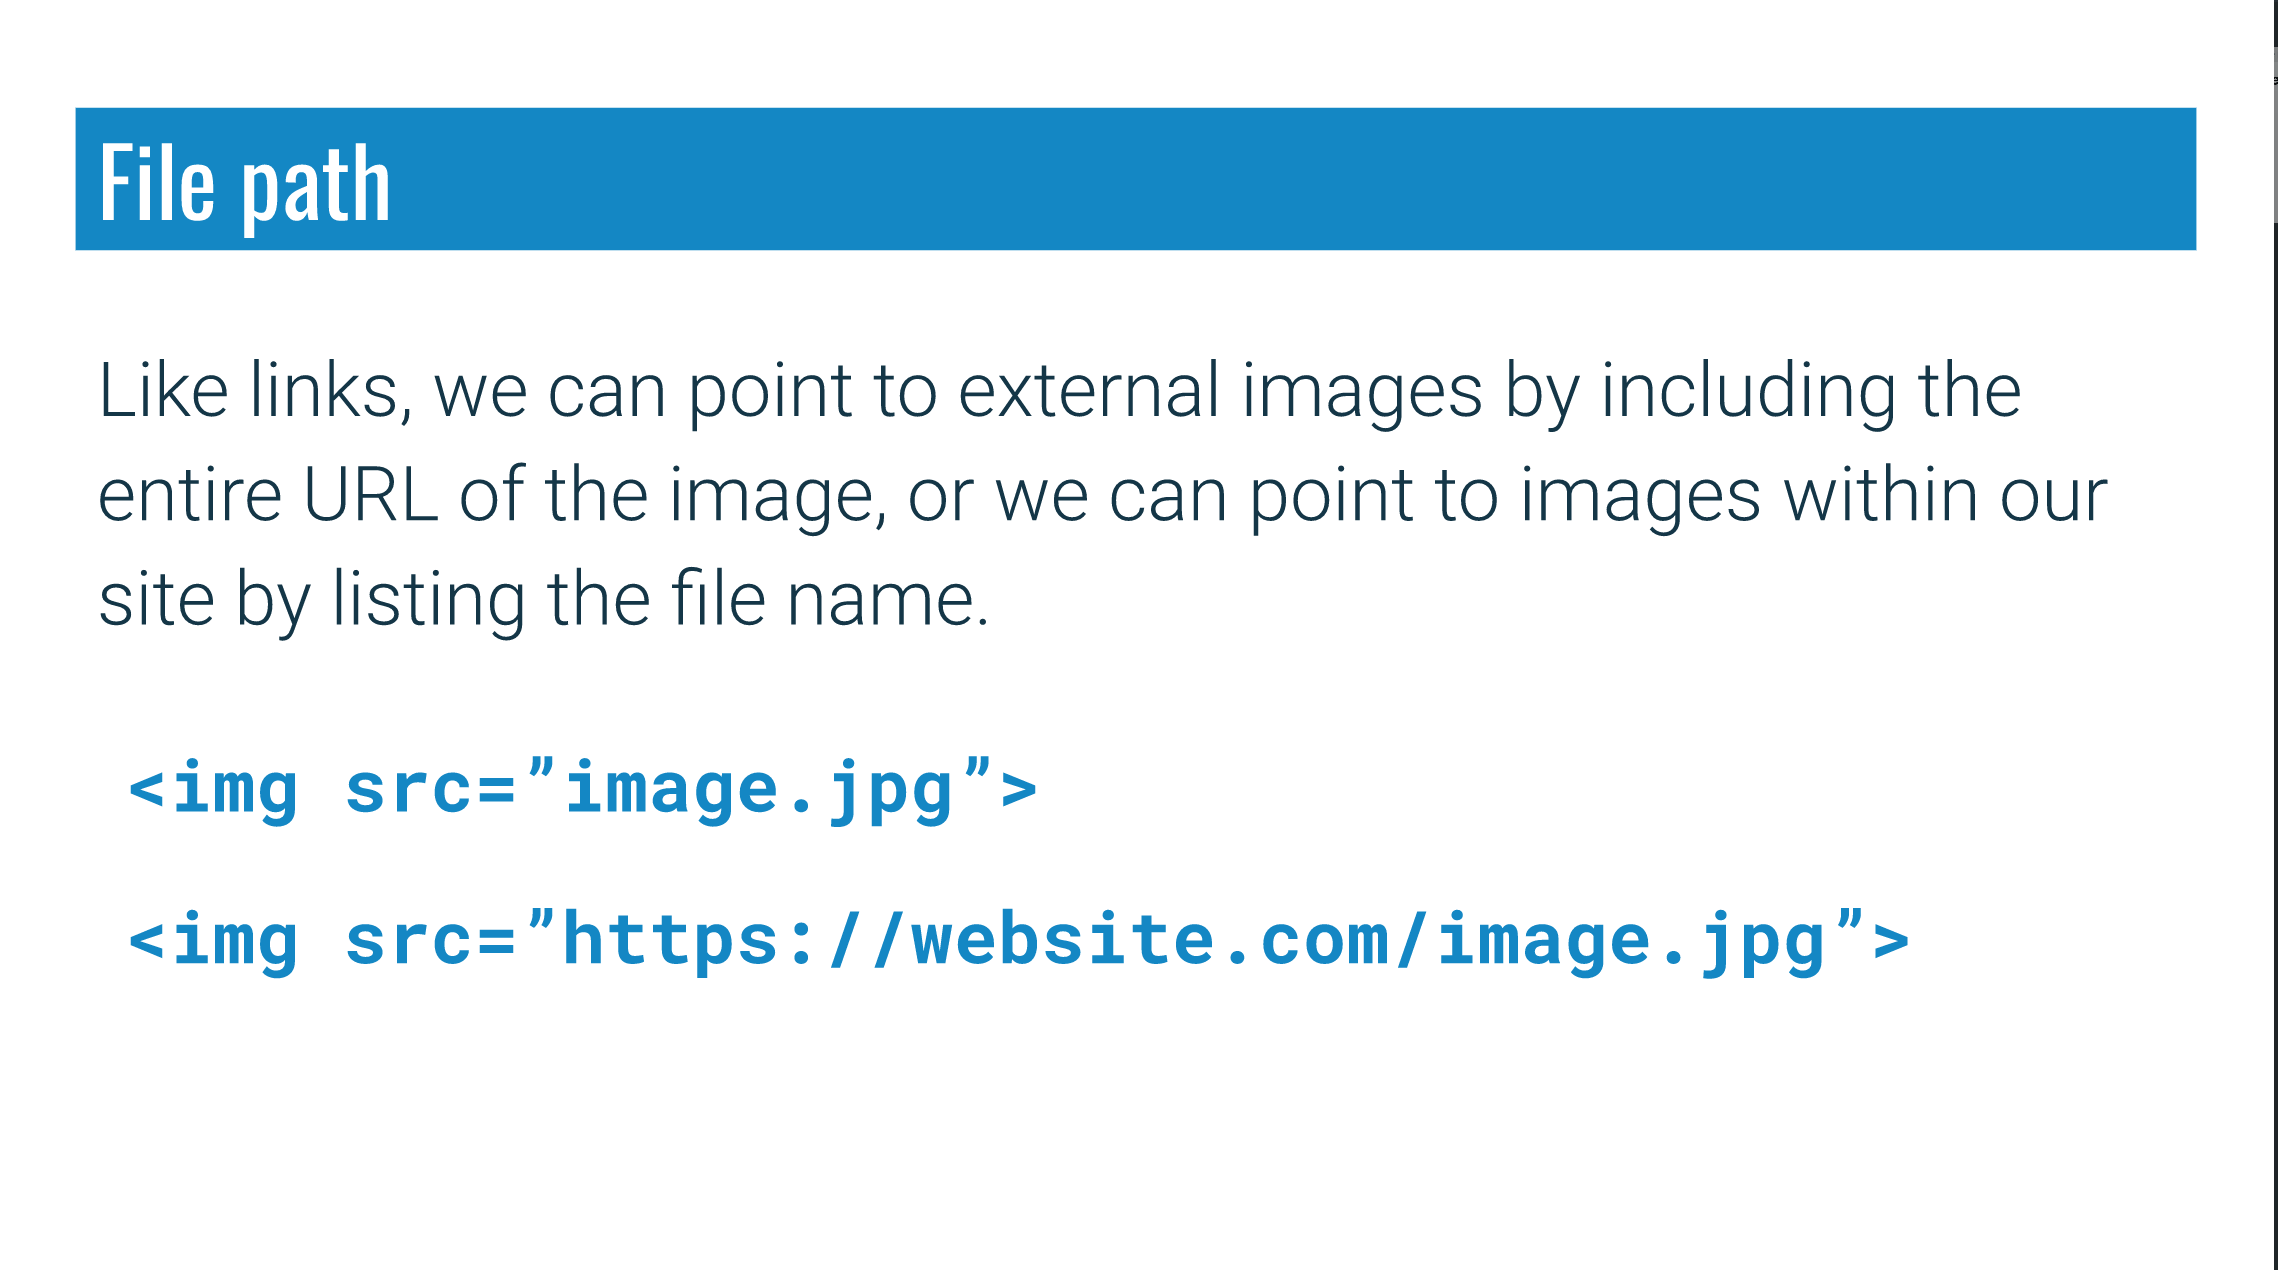 File path
Like links, we can point to external images by including the
entire URL of the image, or we can point to images within our
site by listing the file name.
<img src=”image.jpg”>
<img src=”https://website.com/image.jpg”>